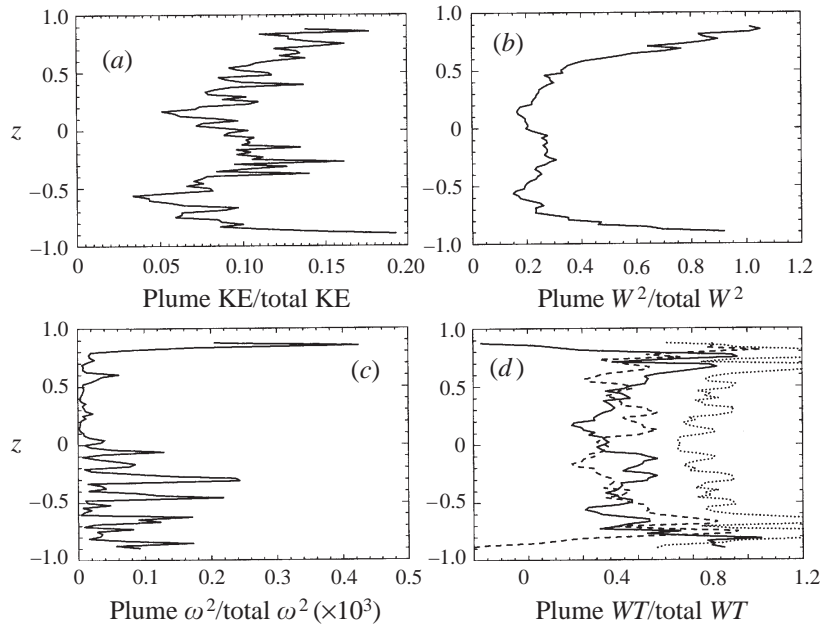 1.0
0.5
0
−0.5
−1.0
z
(a)
0 0.05 0.10 0.15 0.20
Plume KE/total KE
1.0
0.5
0
−0.5
−1.0
(b)
0 0.2 0.4 0.6 0.8 1.0 1.2
Plume W²/total W²
1.0
0.5
0
−0.5
−1.0
z
(c)
0 0.1 0.2 0.3 0.4 0.5
Plume ω²/total ω² (×10³)
1.0
0.5
0
−0.5
−1.0
(d)
0 0.4 0.8 1.2
Plume WT/total WT